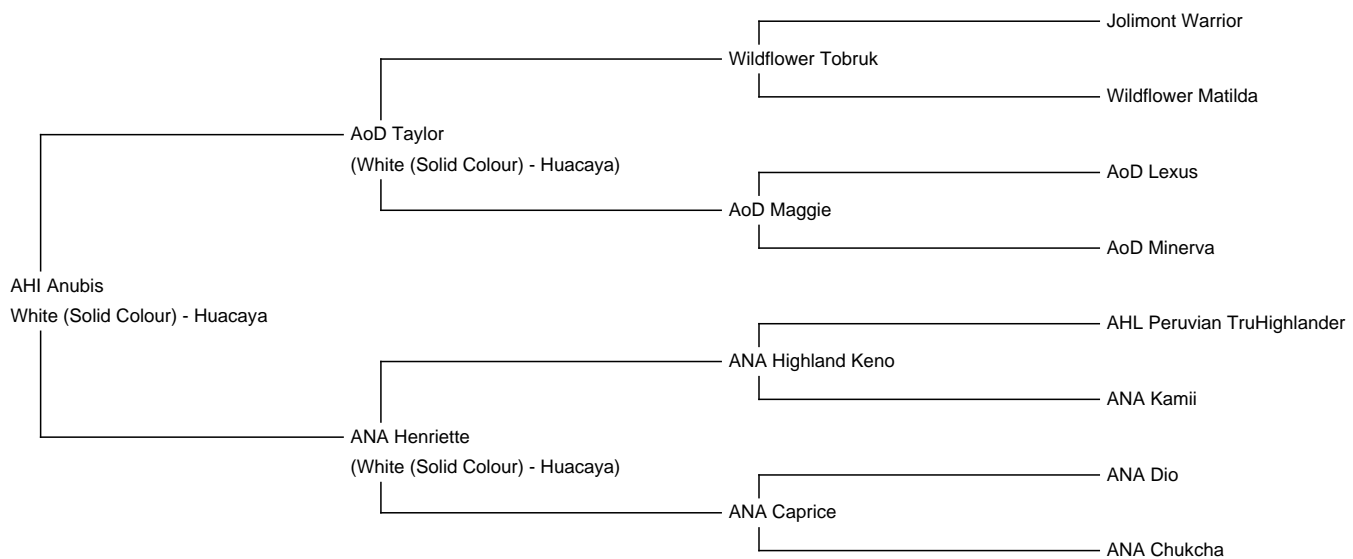 Jolimont Warrior
Wildflower Tobruk
Wildflower Matilda
AoD Taylor
(White (Solid Colour) - Huacaya)
AoD Lexus
AoD Maggie
AoD Minerva
AHI Anubis
White (Solid Colour) - Huacaya
AHL Peruvian TruHighlander
ANA Highland Keno
ANA Kamii
ANA Henriette
(White (Solid Colour) - Huacaya)
ANA Dio
ANA Caprice
ANA Chukcha